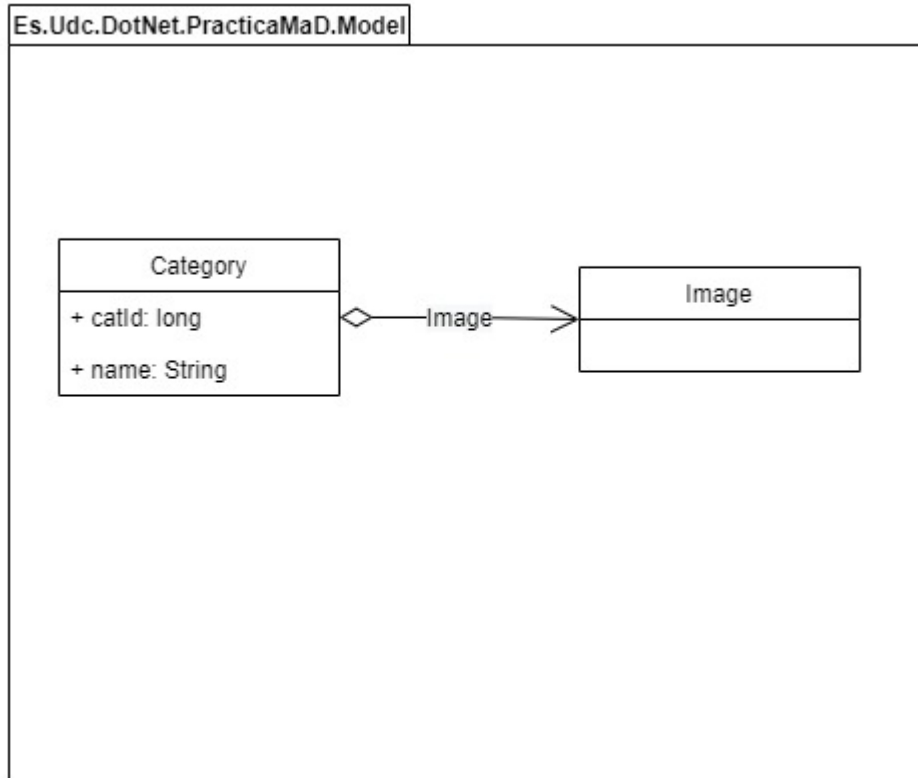 Es.Udc.DotNet.PracticaMaD.Model
Category
+ catId: long
+ name: String
Image
Image